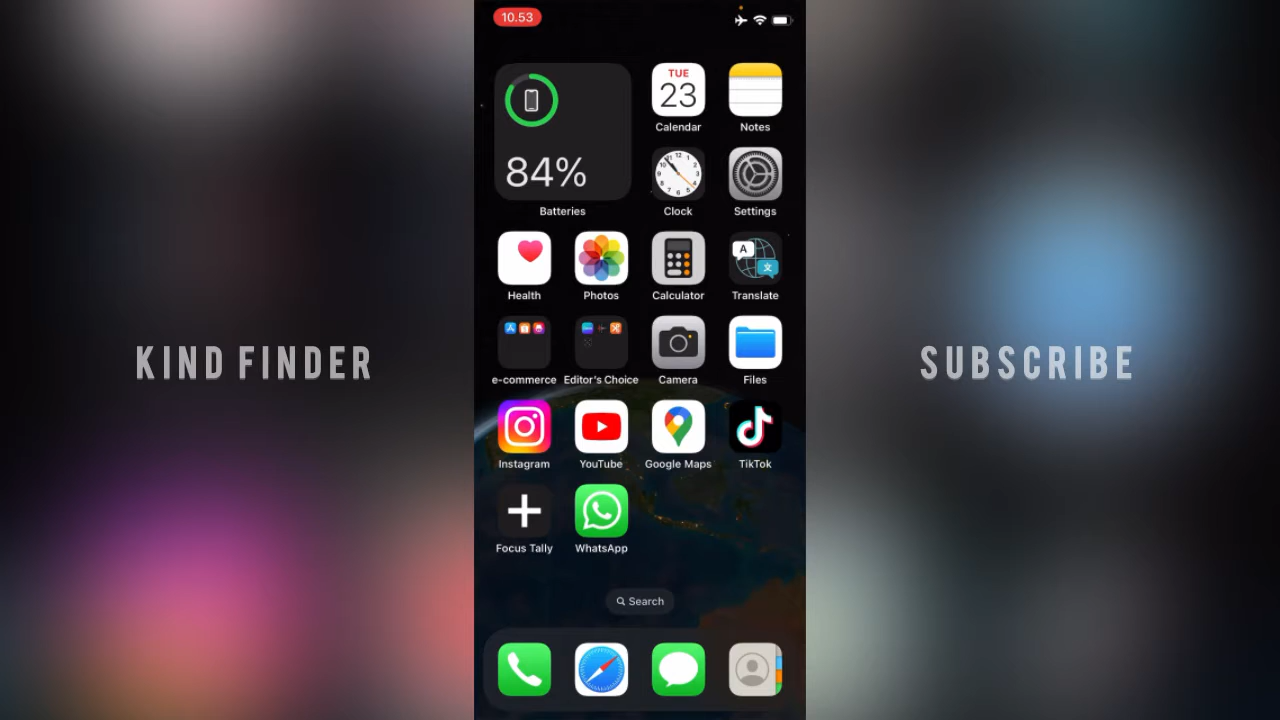 10.53
TUE
23
Calendar
Notes
84%
Batteries
Clock
Settings
Health
Photos
Calculator
A
文
Translate
e-commerce
Editor's Choice
Camera
Files
KIND FINDER
SUBSCRIBE
Instagram
YouTube
Google Maps
TikTok
Focus Tally
WhatsApp
Search